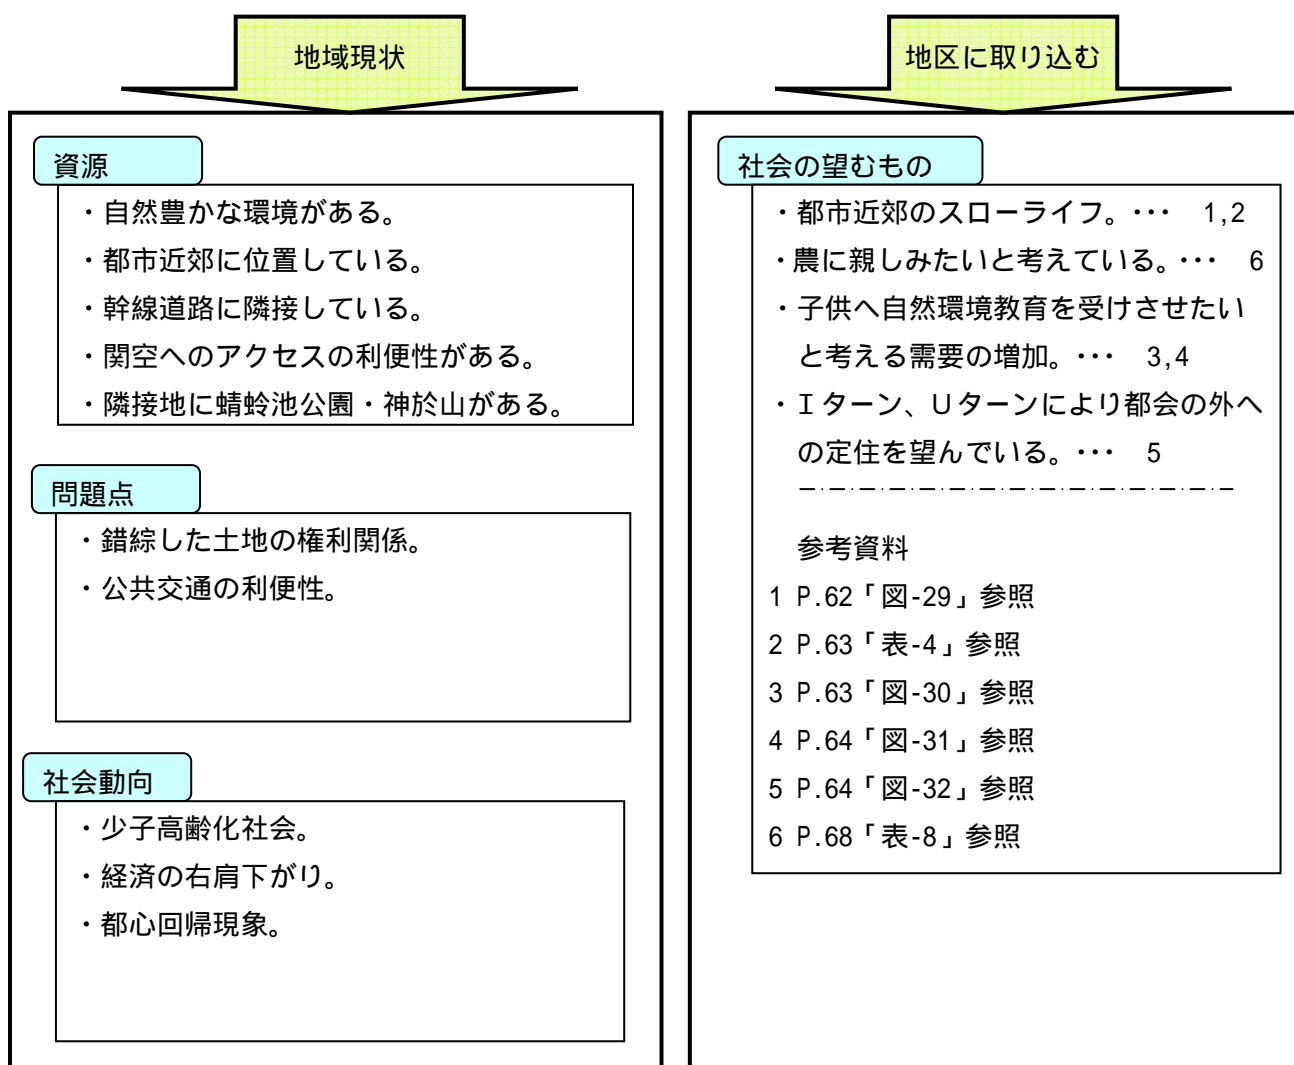 地域現状
資源
・自然豊かな環境がある。
・都市近郊に位置している。
・幹線道路に隣接している。
・関空へのアクセスの利便性がある。
・隣接地に蜻蛉池公園・神於山がある。
問題点
・錯綜した土地の権利関係。
・公共交通の利便性。
社会動向
・少子高齢化社会。
・経済の右肩下がり。
・都心回帰現象。
地区に取り込む
社会の望むもの
・都市近郊のスローライフ。・・・ 1,2
・農に親しみたいと考えている。・・・ 6
・子供へ自然環境教育を受けさせたい
と考える需要の増加。・・・ 3,4
・Ｉターン、Ｕターンにより都会の外へ
の定住を望んでいる。・・・ 5
参考資料
1 P.62「図-29」参照
2 P.63「表-4」参照
3 P.63「図-30」参照
4 P.64「図-31」参照
5 P.64「図-32」参照
6 P.68「表-8」参照